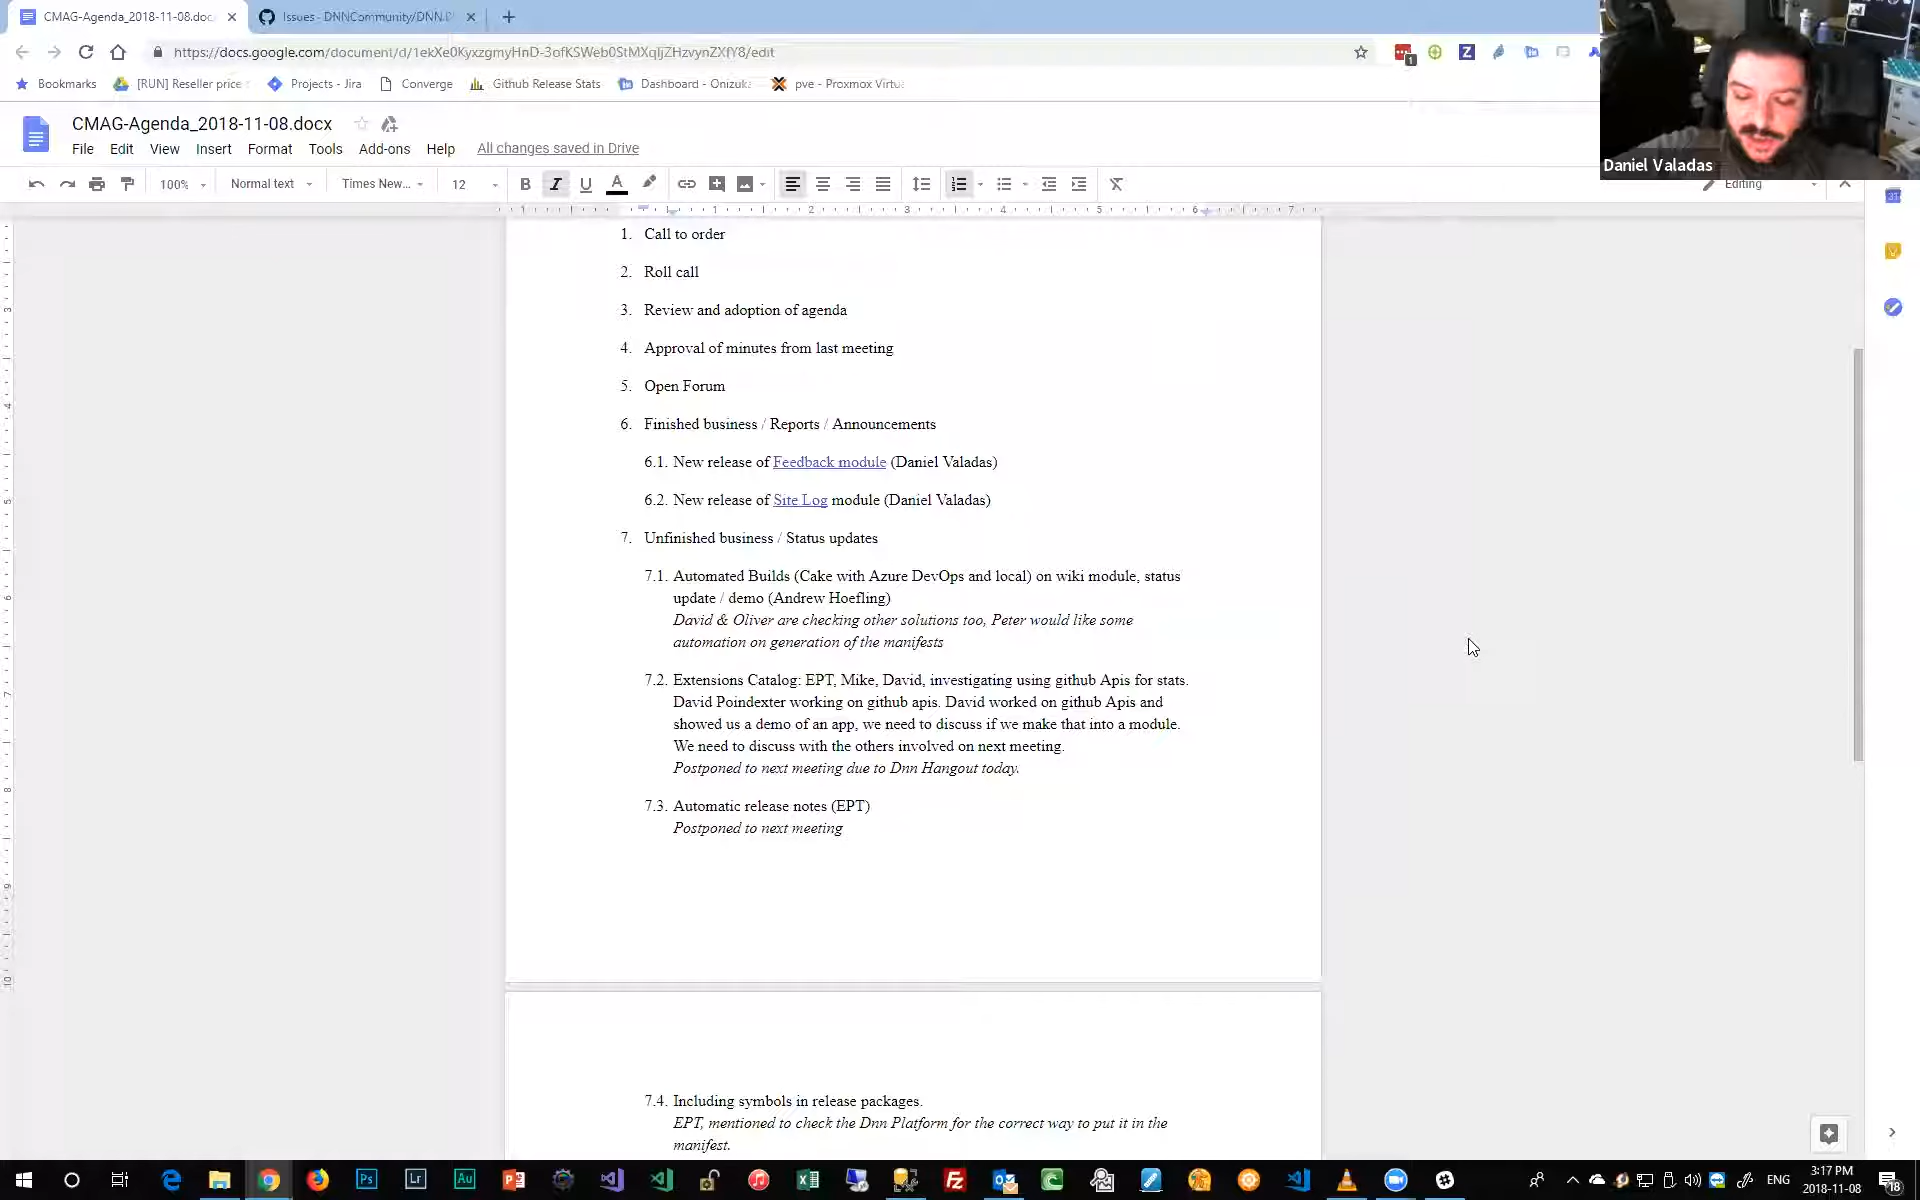 CMAG-Agenda_2018-11-08.doc
Issues - DNNCommunity/DNN.D
https://docs.google.com/document/d/1ekXe0KyxzgmyHnD-3ofKSWeb0StMXqIjZHzvynZXfY8/edit
Bookmarks
[RUN] Reseller price
Projects - Jira
Converge
Github Release Stats
Dashboard - Onizuka
pve - Proxmox Virtua
Daniel Valadas
CMAG-Agenda_2018-11-08.docx
File Edit View Insert Format Tools Add-ons Help All changes saved in Drive
100% Normal text Times New... 12 B I U A Editing
1 1 2 3 4 5 6 7
1. Call to order
2. Roll call
3. Review and adoption of agenda
4. Approval of minutes from last meeting
5. Open Forum
6. Finished business / Reports / Announcements
6.1. New release of Feedback module (Daniel Valadas)
6.2. New release of Site Log module (Daniel Valadas)
7. Unfinished business / Status updates
7.1. Automated Builds (Cake with Azure DevOps and local) on wiki module, status
update / demo (Andrew Hoefling)
David & Oliver are checking other solutions too, Peter would like some
automation on generation of the manifests
7.2. Extensions Catalog: EPT, Mike, David, investigating using github Apis for stats.
David Poindexter working on github apis. David worked on github Apis and
showed us a demo of an app, we need to discuss if we make that into a module.
We need to discuss with the others involved on next meeting.
Postponed to next meeting due to Dnn Hangout today.
7.3. Automatic release notes (EPT)
Postponed to next meeting
7.4. Including symbols in release packages.
EPT, mentioned to check the Dnn Platform for the correct way to put it in the
manifest.
ENG
3:17 PM
2018-11-08
18